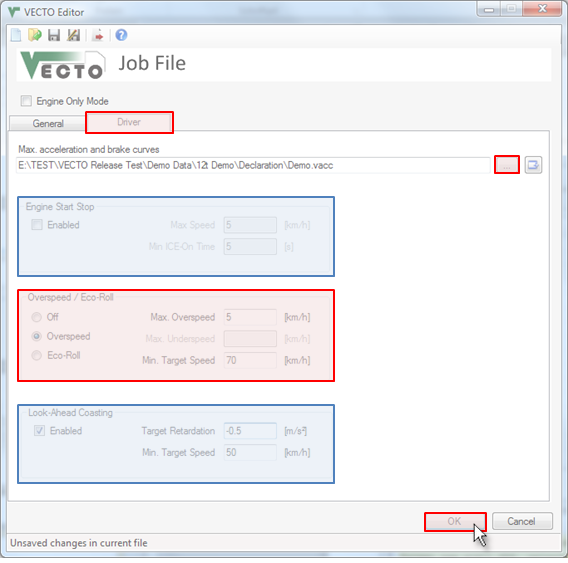 VECTO Editor
VECTO Job File
Engine Only Mode
General Driver
Max. acceleration and brake curves
E:\TEST\VECTO Release Test\Demo Data\12t Demo\Declaration\Demo.vacc ...
Engine Start Stop
Enabled Max Speed 5 [km/h]
Min ICE-On Time 5 [s]
Overspeed / Eco-Roll
Off Max. Overspeed 5 [km/h]
Overspeed Max. Underspeed [km/h]
Eco-Roll Min. Target Speed 70 [km/h]
Look-Ahead Coasting
Enabled Target Retardation -0.5 [m/s²]
Min. Target Speed 50 [km/h]
OK Cancel
Unsaved changes in current file